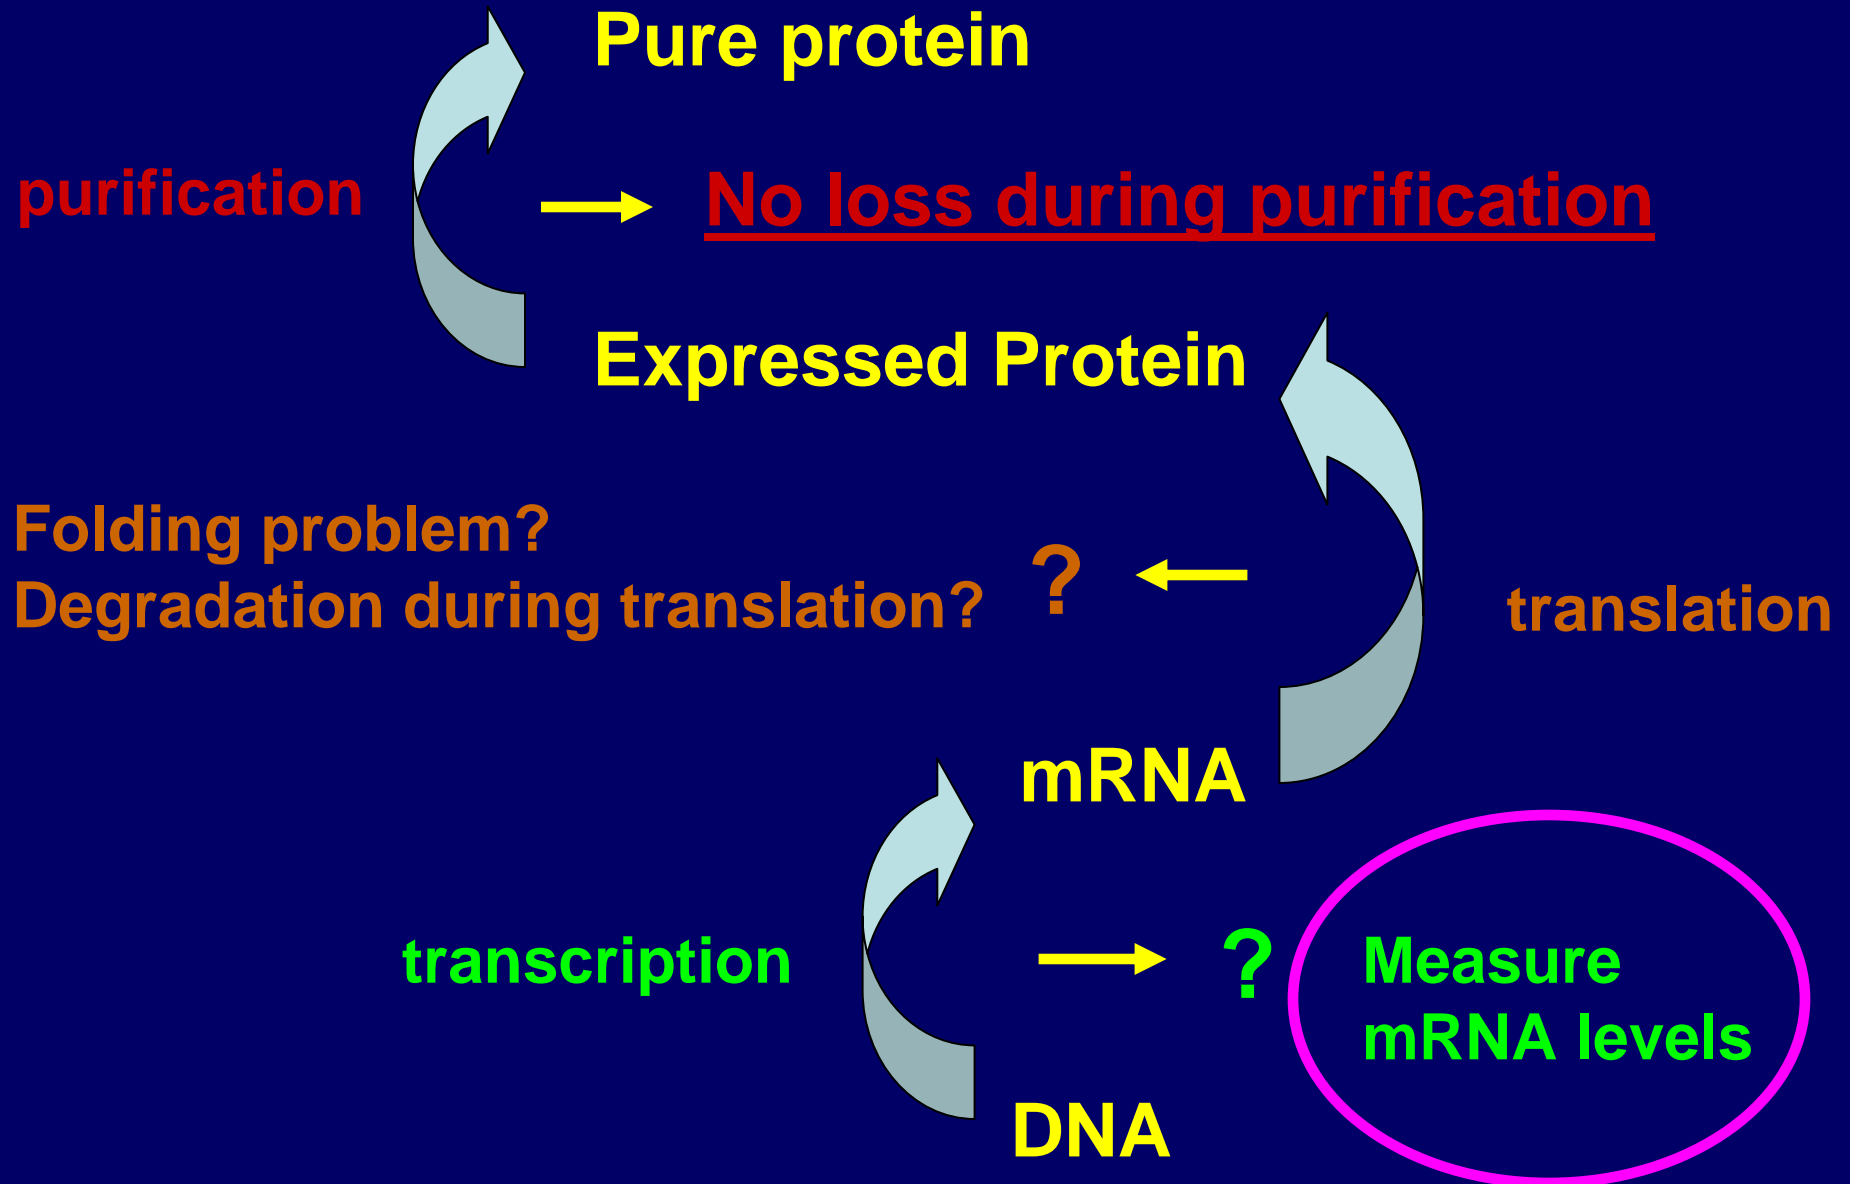 Pure protein
purification
No loss during purification
Expressed Protein
Folding problem?
Degradation during translation?
?
translation
mRNA
transcription
?
Measure
mRNA levels
DNA